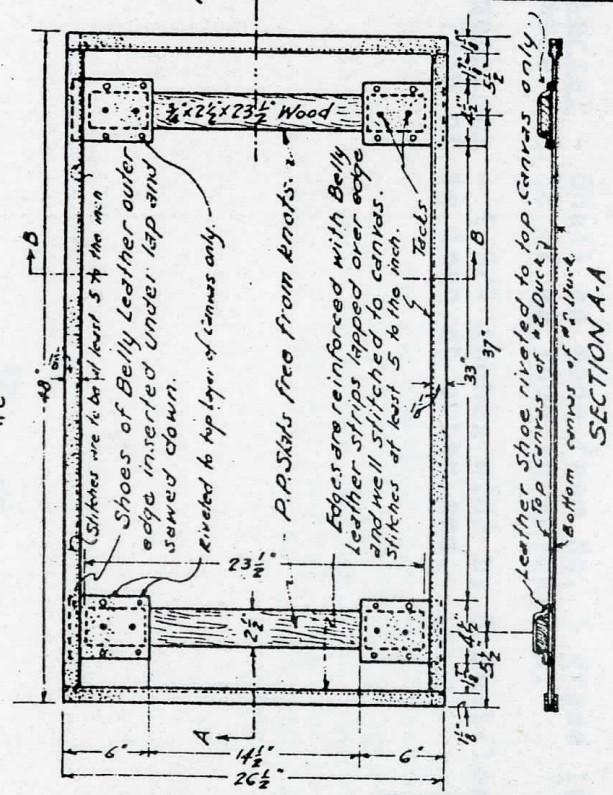 48"
B
B
A
Stitches are to be at least 5 to the inch
Shoes of Belly Leather outer
edge inserted under lap and
sewed down.
Riveted to top layer of canvas only.
3/4" x 2 1/2 x 23 1/2" Wood
P.P. Slats free from knots.
Edges are reinforced with Belly
Leather strips lapped over edge
and well stitched to canvas.
Stitches at least 5 to the inch.
Tacks
23 1/2"
2 1/2
6"
14 1/2"
6"
26 1/2"
1 1/8"
5 1/2
4 1/2
33"
37"
4 1/2"
5 1/2
Leather shoe riveted to top canvas only
Top canvas of #2 Duck
Bottom canvas of #2 Duck.
SECTION A-A